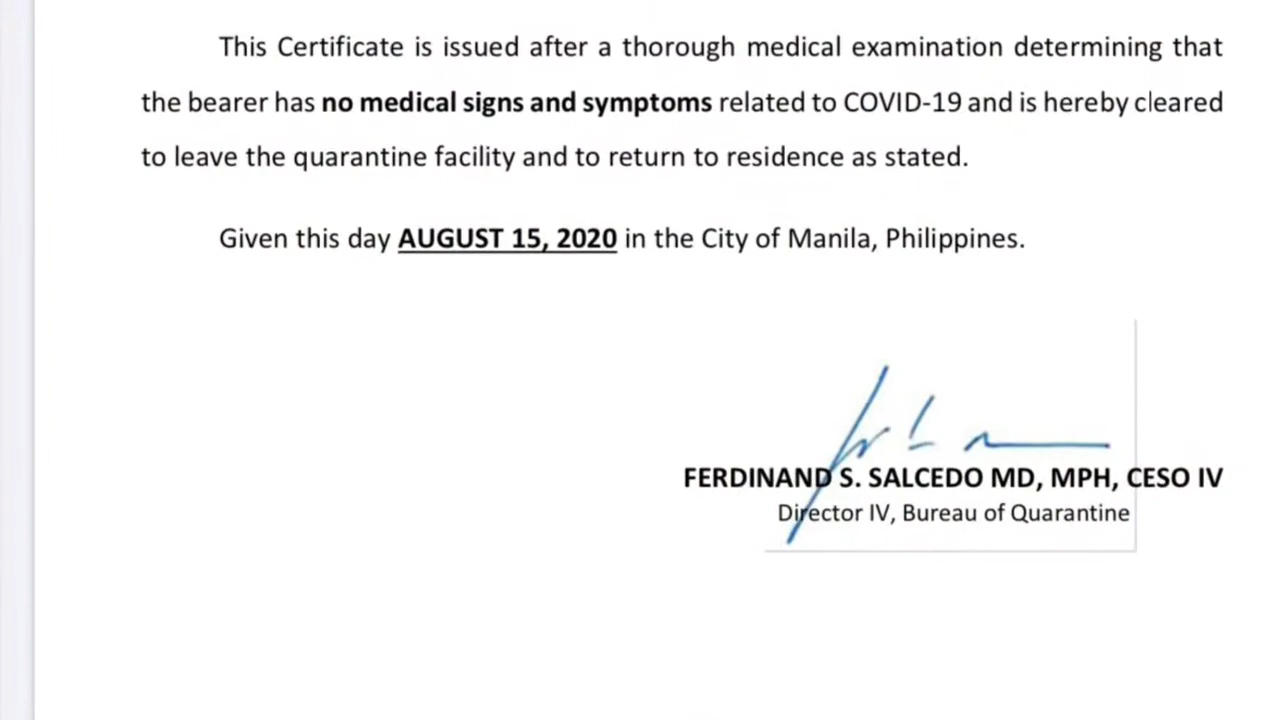 This Certificate is issued after a thorough medical examination determining that
the bearer has no medical signs and symptoms related to COVID-19 and is hereby cleared
to leave the quarantine facility and to return to residence as stated.
Given this day AUGUST 15, 2020 in the City of Manila, Philippines.
FERDINAND S. SALCEDO MD, MPH, CESO IV
Director IV, Bureau of Quarantine